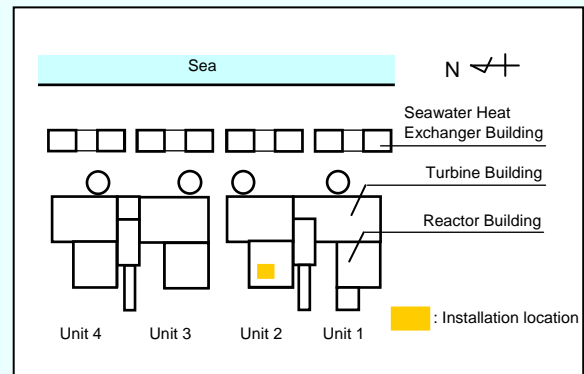 Sea
N
Seawater Heat
Exchanger Building
Turbine Building
Reactor Building
: Installation location
Unit 4
Unit 3
Unit 2
Unit 1